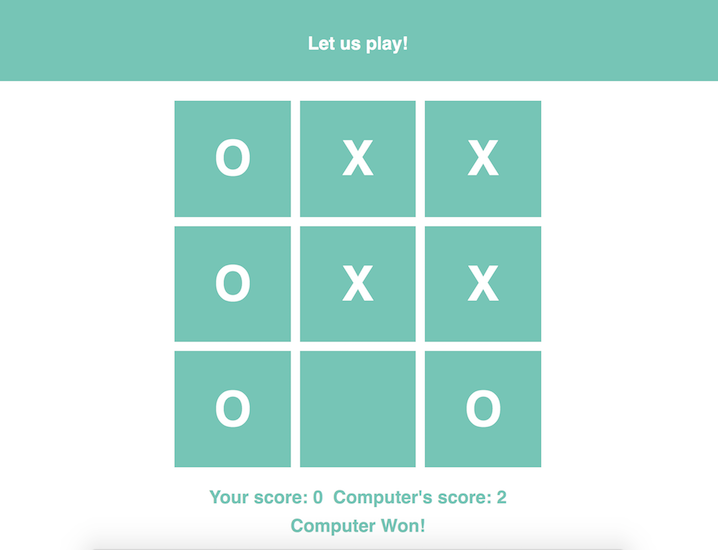 Let us play!
O X X
O X X
O O
Your score: 0 Computer's score: 2
Computer Won!